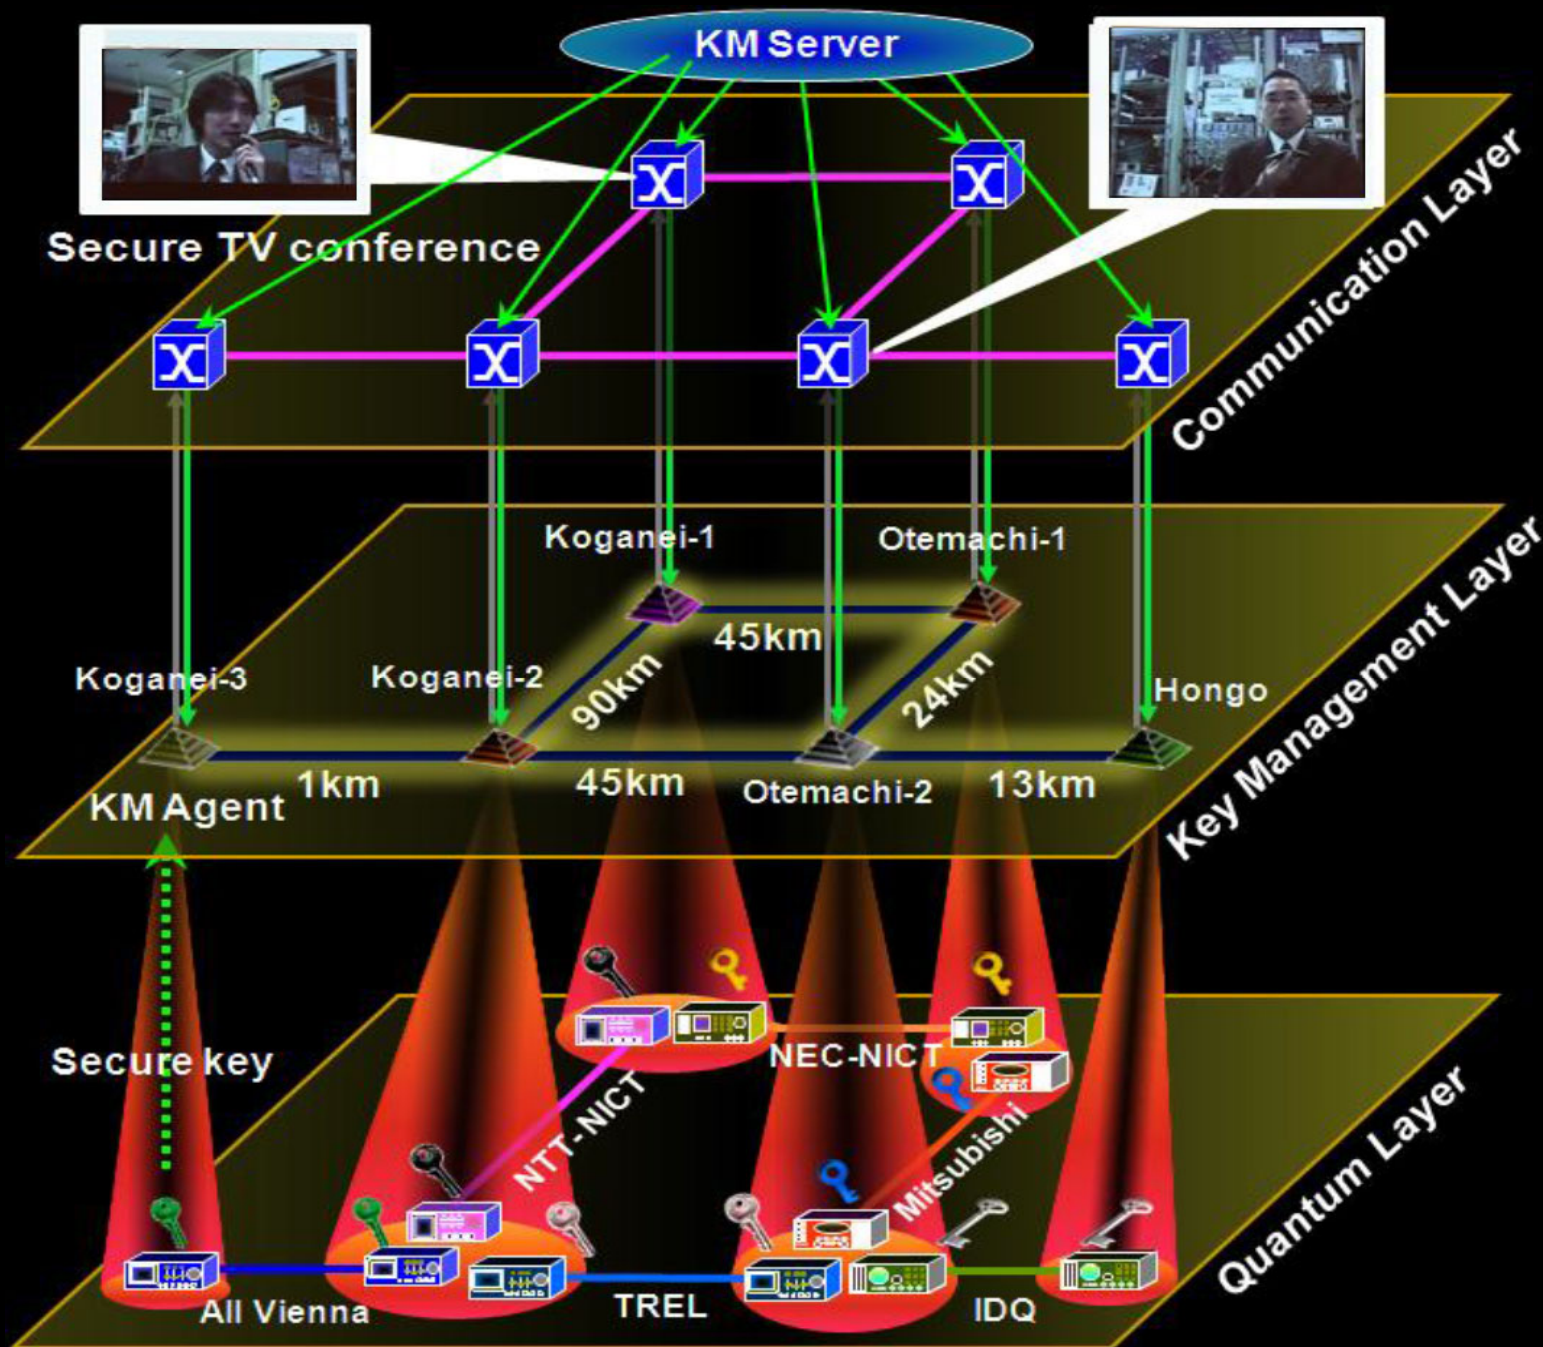 KM Server
Secure TV conference
Communication Layer
Koganei-1
Otemachi-1
45km
Koganei-3
Koganei-2
90km
24km
Hongo
1km
45km
Otemachi-2
13km
KM Agent
Key Management Layer
Secure key
NEC-NICT
NTT-NICT
Mitsubishi
All Vienna
TREL
IDQ
Quantum Layer